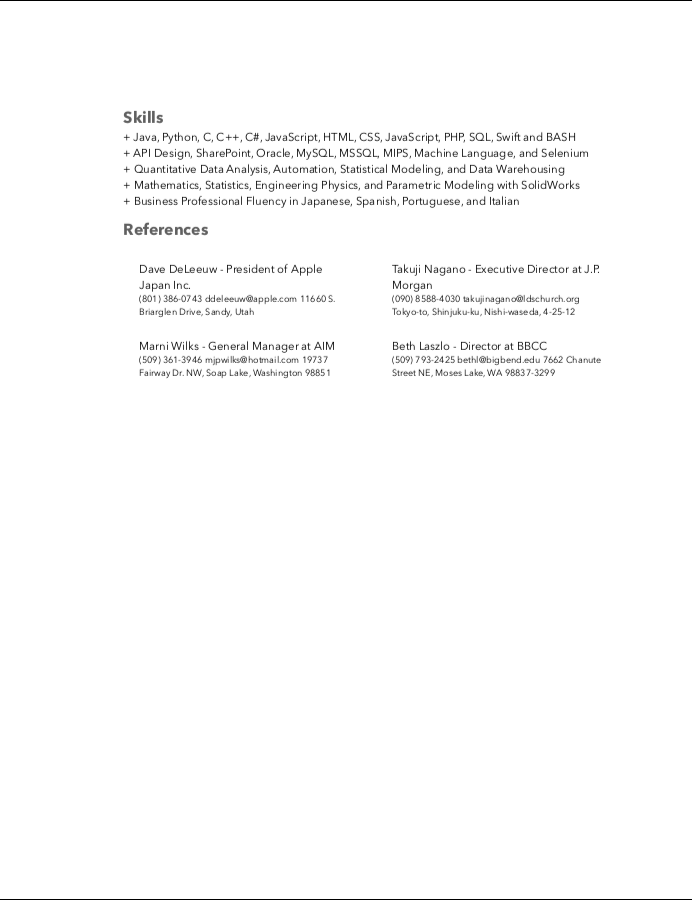 Skills
+ Java, Python, C, C++, C#, JavaScript, HTML, CSS, JavaScript, PHP, SQL, Swift and BASH
+ API Design, SharePoint, Oracle, MySQL, MSSQL, MIPS, Machine Language, and Selenium
+ Quantitative Data Analysis, Automation, Statistical Modeling, and Data Warehousing
+ Mathematics, Statistics, Engineering Physics, and Parametric Modeling with SolidWorks
+ Business Professional Fluency in Japanese, Spanish, Portuguese, and Italian
References
Dave DeLeeuw - President of Apple
Japan Inc.
(801) 386-0743 ddeleeuw@apple.com 11660 S.
Briarglen Drive, Sandy, Utah
Takuji Nagano - Executive Director at J.P.
Morgan
(090) 8588-4030 takujinagano@ldschurch.org
Tokyo-to, Shinjuku-ku, Nishi-waseda, 4-25-12
Marni Wilks - General Manager at AIM
(509) 361-3946 mjpwilks@hotmail.com 19737
Fairway Dr. NW, Soap Lake, Washington 98851
Beth Laszlo - Director at BBCC
(509) 793-2425 bethl@bigbend.edu 7662 Chanute
Street NE, Moses Lake, WA 98837-3299